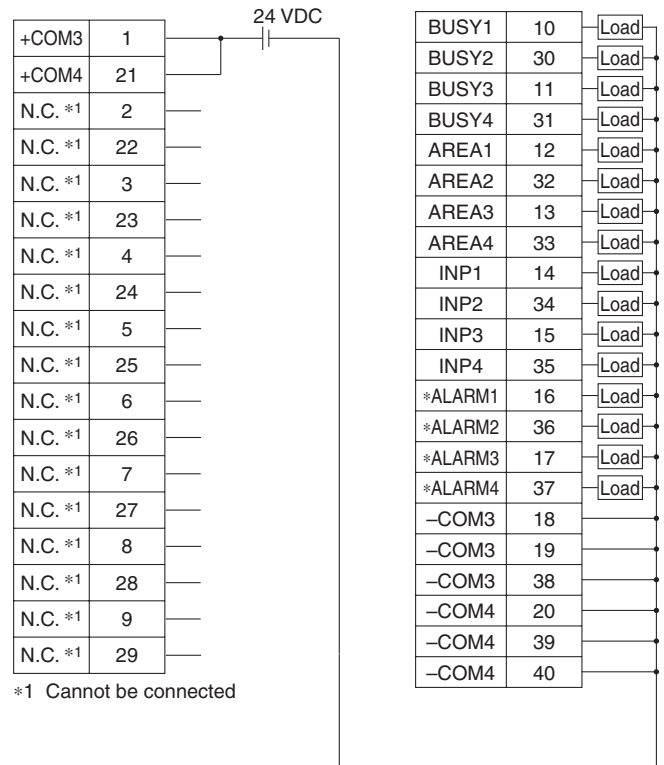 24 VDC
+COM3 1
+COM4 21
N.C. *1 2
N.C. *1 22
N.C. *1 3
N.C. *1 23
N.C. *1 4
N.C. *1 24
N.C. *1 5
N.C. *1 25
N.C. *1 6
N.C. *1 26
N.C. *1 7
N.C. *1 27
N.C. *1 8
N.C. *1 28
N.C. *1 9
N.C. *1 29
*1 Cannot be connected
BUSY1 10 Load
BUSY2 30 Load
BUSY3 11 Load
BUSY4 31 Load
AREA1 12 Load
AREA2 32 Load
AREA3 13 Load
AREA4 33 Load
INP1 14 Load
INP2 34 Load
INP3 15 Load
INP4 35 Load
*ALARM1 16 Load
*ALARM2 36 Load
*ALARM3 17 Load
*ALARM4 37 Load
–COM3 18
–COM3 19
–COM3 38
–COM4 20
–COM4 39
–COM4 40